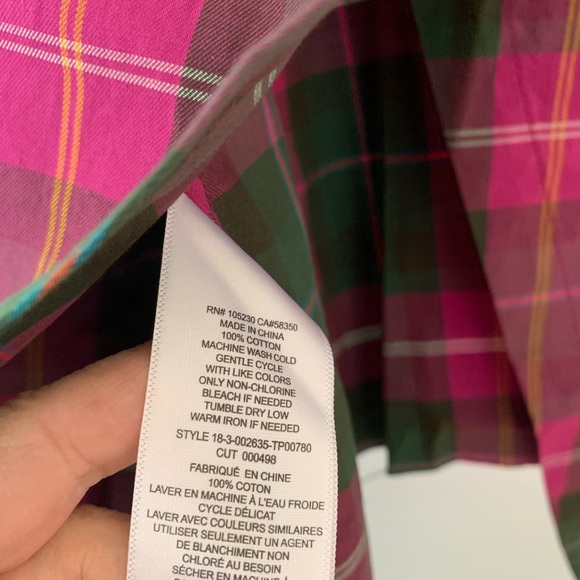 RN# 105230 CA#58350
MADE IN CHINA
100% COTTON
MACHINE WASH COLD
GENTLE CYCLE
WITH LIKE COLORS
ONLY NON-CHLORINE
BLEACH IF NEEDED
TUMBLE DRY LOW
WARM IRON IF NEEDED
STYLE 18-3-002635-TP00780
CUT 000498
FABRIQUÉ EN CHINE
100% COTON
LAVER EN MACHINE À L'EAU FROIDE
CYCLE DÉLICAT
LAVER AVEC COULEURS SIMILAIRES
UTILISER SEULEMENT UN AGENT
DE BLANCHIMENT NON
CHLORÉ AU BESOIN
SÉCHER EN MACHINE À